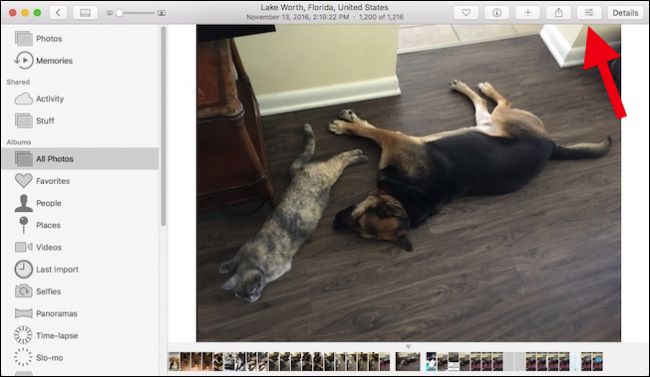 Lake Worth, Florida, United States
November 13, 2016, 2:19:22 PM • 1,200 of 1,216
Details
Photos
Memories
Shared
Activity
Stuff
Albums
All Photos
Favorites
People
Places
Videos
Last Import
Selfies
Panoramas
Time-lapse
Slo-mo